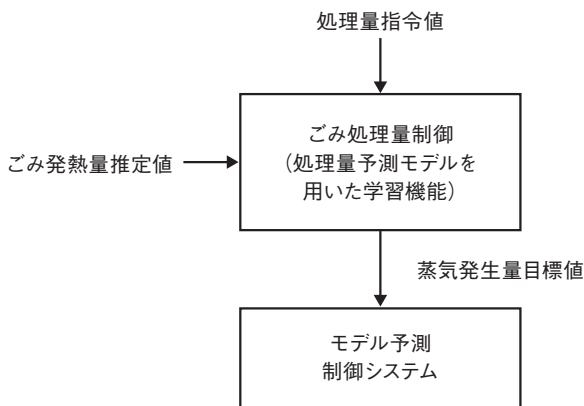 処理量指令値
ごみ発熱量推定値
ごみ処理量制御
（処理量予測モデルを
用いた学習機能）
蒸気発生量目標値
モデル予測
制御システム